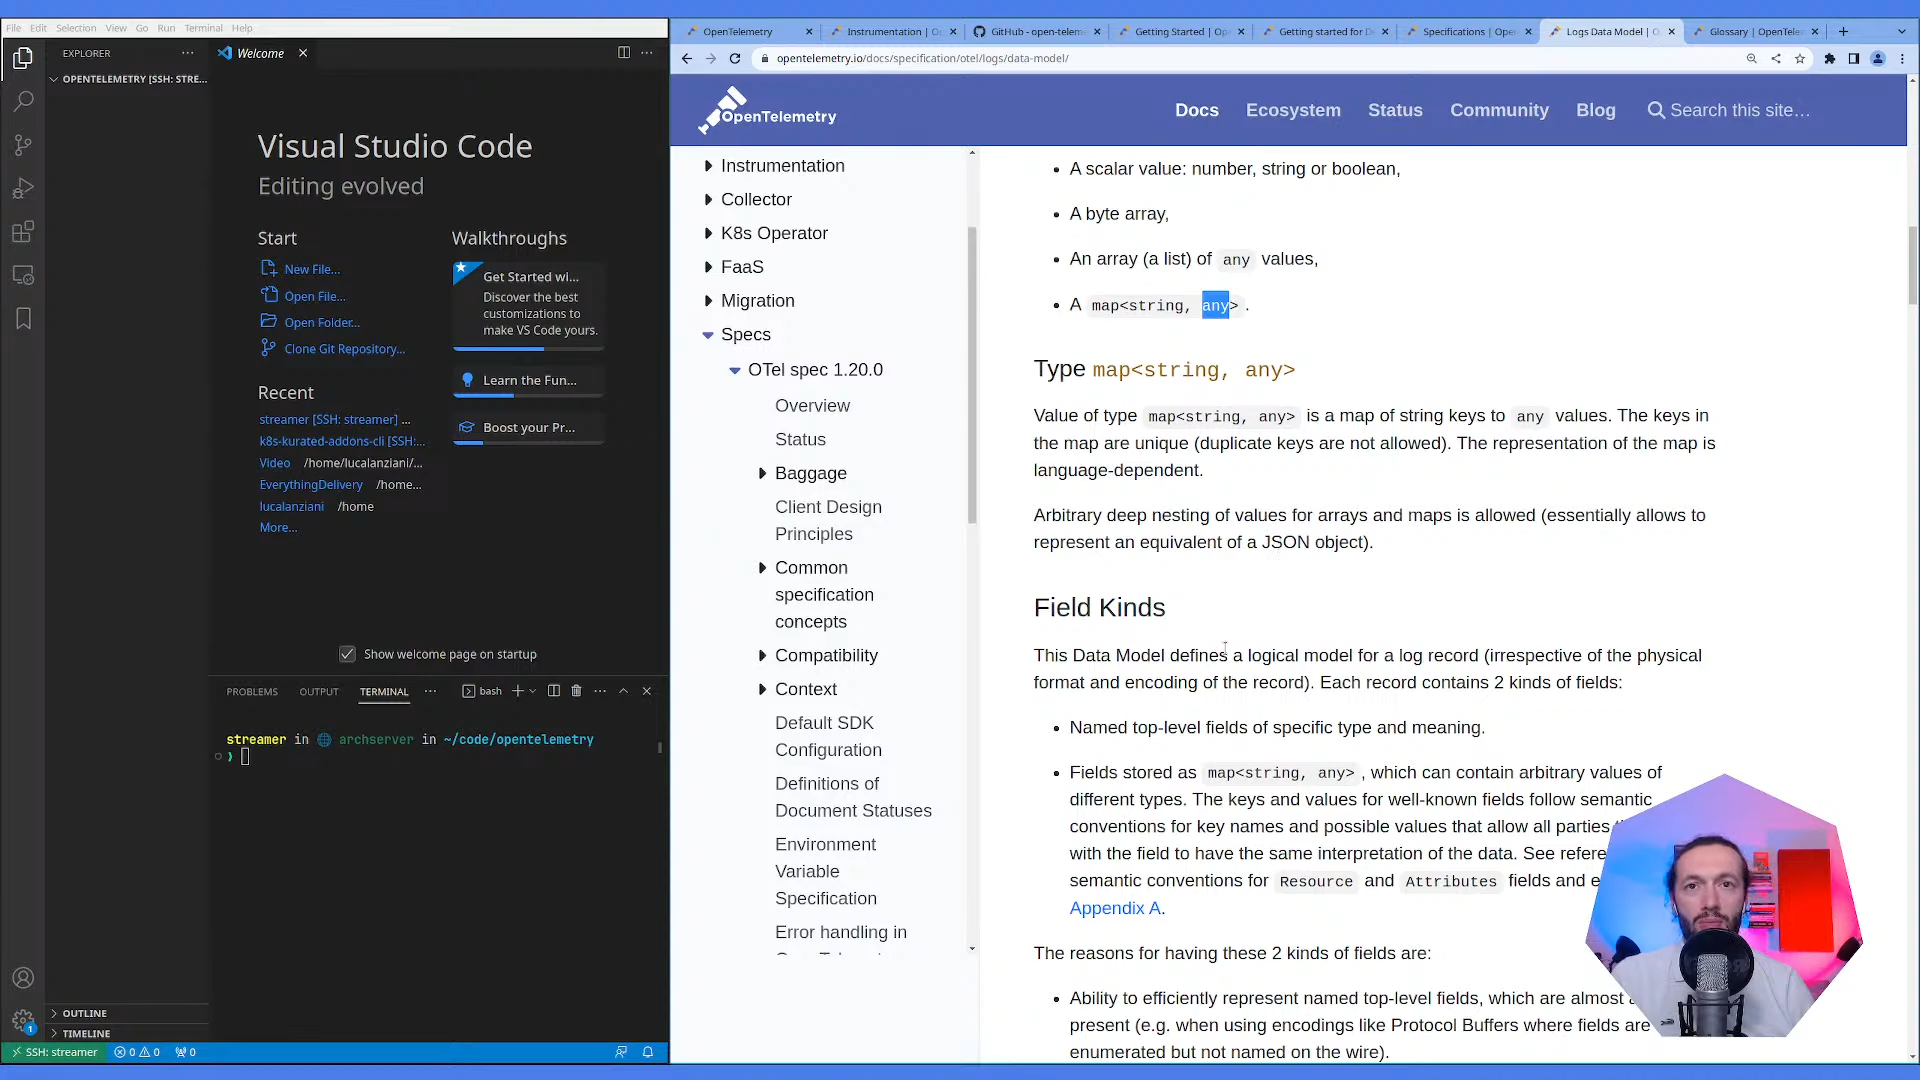 File Edit Selection View Go Run Terminal Help
EXPLORER
OPENTELEMETRY [SSH: STRE...
Welcome
Visual Studio Code
Editing evolved
Start
New File...
Open File...
Open Folder...
Clone Git Repository...
Recent
streamer [SSH: streamer] ...
k8s-kurated-addons-cli [SSH:...
Video /home/lucalanziani/...
EverythingDelivery /home...
lucalanziani /home
More...
Walkthroughs
Get Started wi...
Discover the best
customizations to
make VS Code yours.
Learn the Fun...
Boost your Pr...
Show welcome page on startup
PROBLEMS OUTPUT TERMINAL
bash
streamer in archserver in ~/code/opentelemetry
OUTLINE
TIMELINE
SSH: streamer 0 0 0
1
OpenTelemetry
Instrumentation | O
GitHub - open-telem
Getting Started | Op
Getting started for D
Specifications | Ope
Logs Data Model | O
Glossary | OpenTele
opentelemetry.io/docs/specification/otel/logs/data-model/
OpenTelemetry
Docs Ecosystem Status Community Blog Search this site…
Instrumentation
Collector
K8s Operator
FaaS
Migration
Specs
OTel spec 1.20.0
Overview
Status
Baggage
Client Design
Principles
Common
specification
concepts
Compatibility
Context
Default SDK
Configuration
Definitions of
Document Statuses
Environment
Variable
Specification
Error handling in
A scalar value: number, string or boolean,
A byte array,
An array (a list) of any values,
A map<string, any> .
Type map<string, any>
Value of type map<string, any> is a map of string keys to any values. The keys in
the map are unique (duplicate keys are not allowed). The representation of the map is
language-dependent.
Arbitrary deep nesting of values for arrays and maps is allowed (essentially allows to
represent an equivalent of a JSON object).
Field Kinds
This Data Model defines a logical model for a log record (irrespective of the physical
format and encoding of the record). Each record contains 2 kinds of fields:
Named top-level fields of specific type and meaning.
Fields stored as map<string, any> , which can contain arbitrary values of
different types. The keys and values for well-known fields follow semantic
conventions for key names and possible values that allow all parties
with the field to have the same interpretation of the data. See
semantic conventions for Resource and Attributes fields and
Appendix A.
The reasons for having these 2 kinds of fields are:
Ability to efficiently represent named top-level fields, which are almost
present (e.g. when using encodings like Protocol Buffers where fields are
enumerated but not named on the wire).